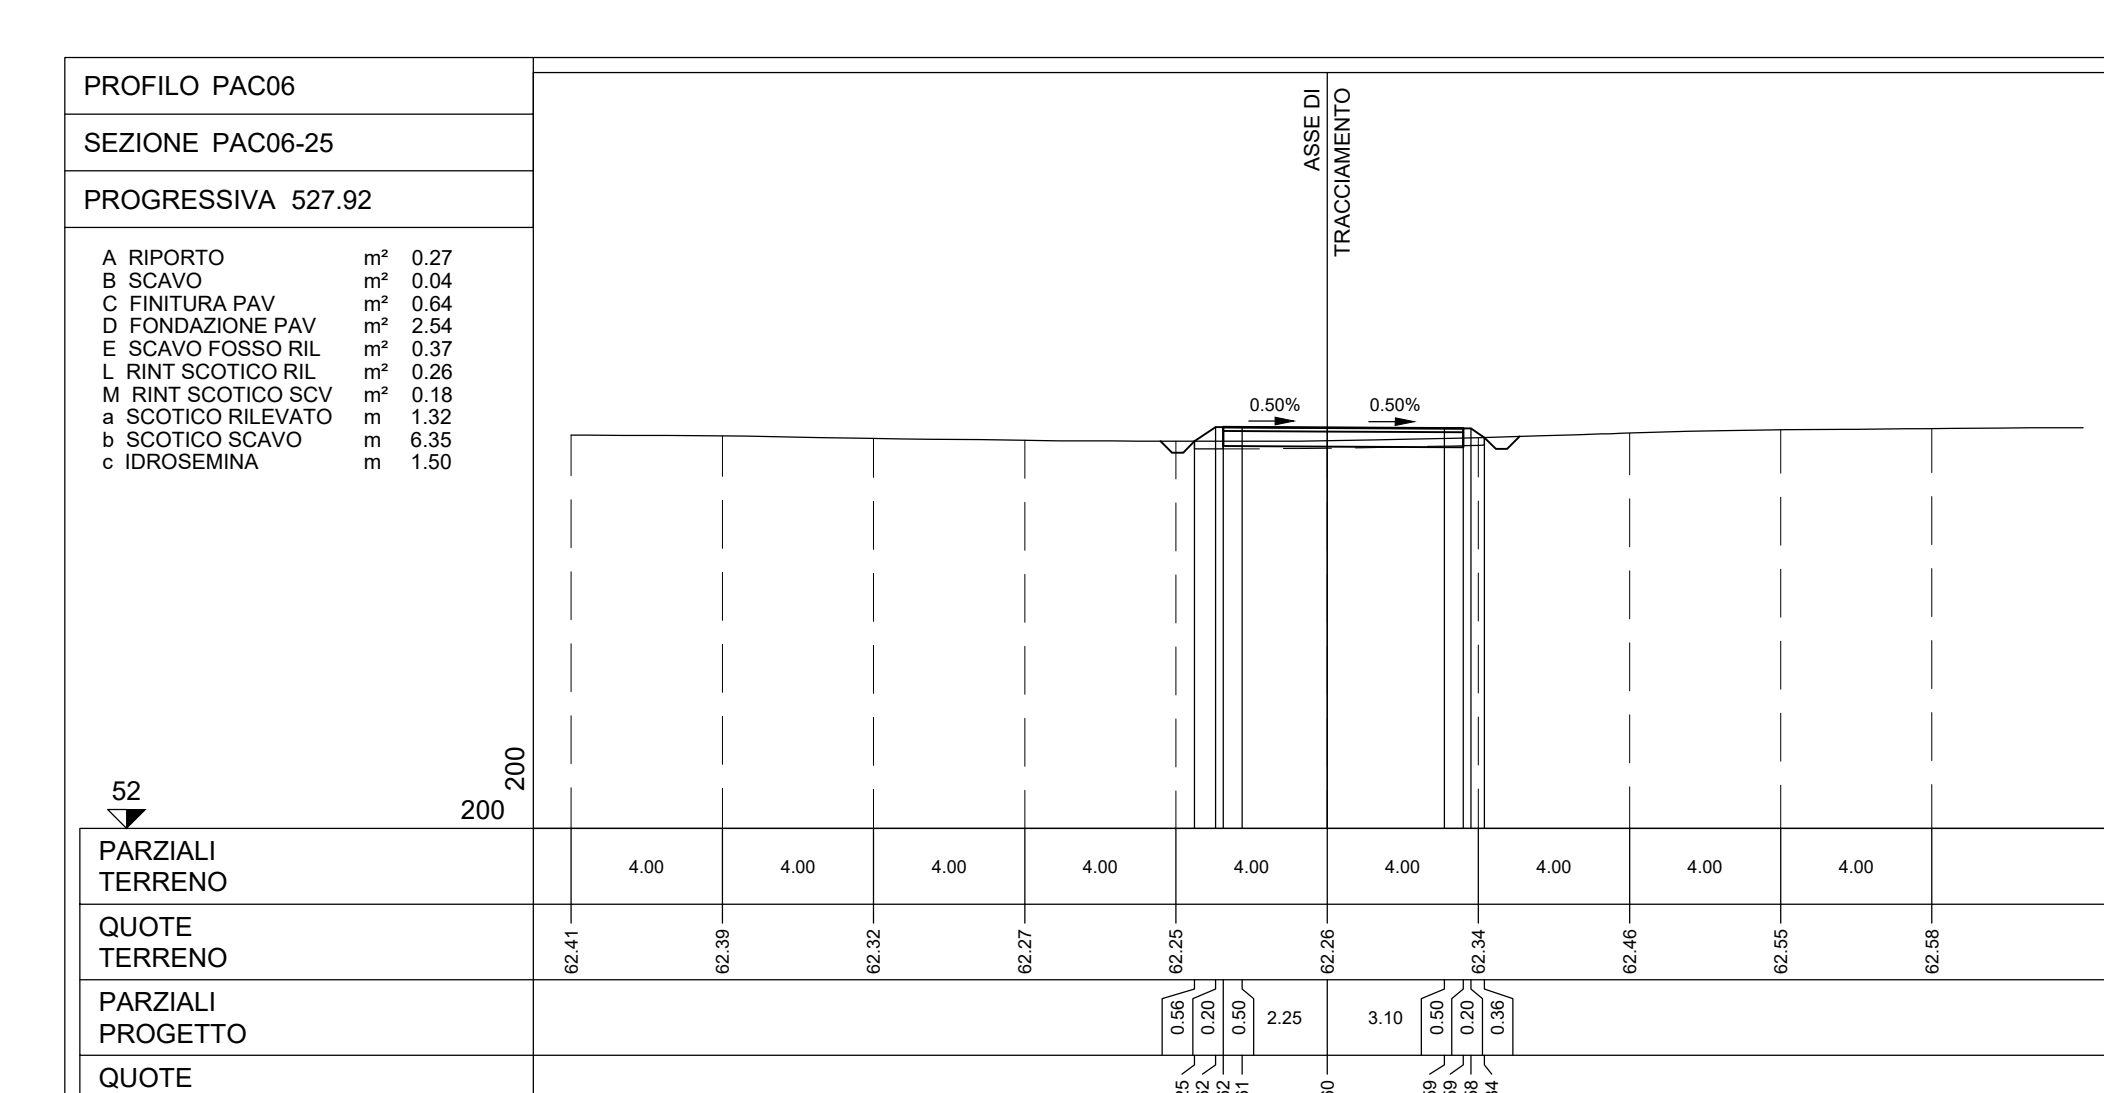 PROFILO PAC06
SEZIONE PAC06-25
PROGRESSIVA 527.92
A RIPORTO m² 0.27
B SCAVO m² 0.04
C FINITURA PAV m² 0.64
D FONDAZIONE PAV m² 2.54
E SCAVO FOSSO RIL m² 0.37
L RINT SCOTICO RIL m² 0.26
M RINT SCOTICO SCV m² 0.18
a SCOTICO RILEVATO m 1.32
b SCOTICO SCAVO m 6.35
c IDROSEMINA m 1.50
ASSE DI
TRACCIAMENTO
0.50% 0.50%
52
200
200
PARZIALI
TERRENO
4.00 4.00 4.00 4.00 4.00 4.00 4.00 4.00 4.00
QUOTE
TERRENO
62.41 62.39 62.32 62.27 62.25 62.26 62.34 62.46 62.55 62.58
PARZIALI
PROGETTO
0.56 0.20 0.50 2.25 3.10 0.50 0.20 0.36
QUOTE